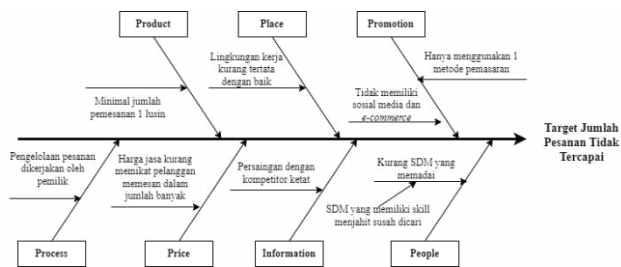 Product
Place
Promotion
Lingkungan kerja
kurang tertata
dengan baik
Hanya menggunakan 1
metode pemasaran
Minimal jumlah
pemesanan 1 lusin
Tidak memiliki
sosial media dan
e-commerce
Target Jumlah
Pesanan Tidak
Tercapai
Pengelolaan pesanan
dikerjakan oleh
pemilik
Harga jasa kurang
memikat pelanggan
memesan dalam
jumlah banyak
Persaingan dengan
kompetitor ketat
Kurang SDM yang
memadai
SDM yang memiliki skill
menjahit susah dicari
Process
Price
Information
People